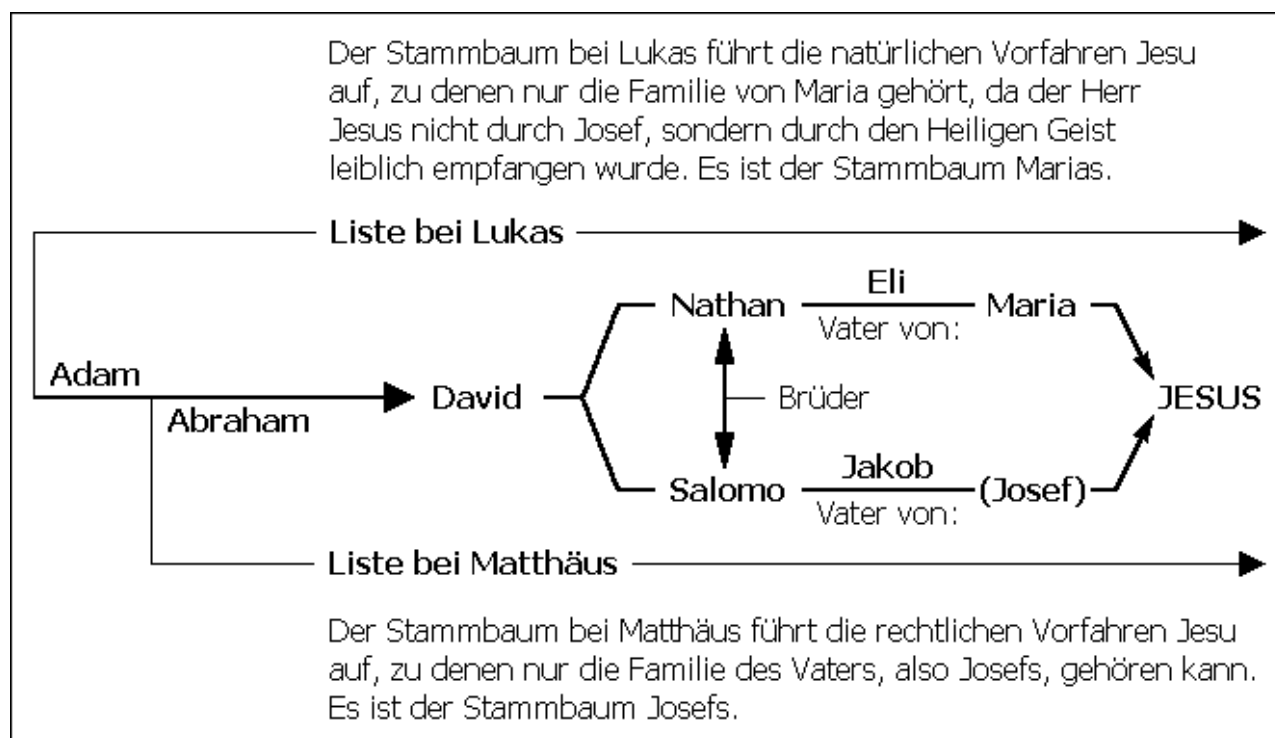 Der Stammbaum bei Lukas führt die natürlichen Vorfahren Jesu
auf, zu denen nur die Familie von Maria gehört, da der Herr
Jesus nicht durch Josef, sondern durch den Heiligen Geist
leiblich empfangen wurde. Es ist der Stammbaum Marias.
Liste bei Lukas
Eli
Nathan Maria
Vater von:
Adam
Abraham
David Brüder JESUS
Jakob
Salomo (Josef)
Vater von:
Liste bei Matthäus
Der Stammbaum bei Matthäus führt die rechtlichen Vorfahren Jesu
auf, zu denen nur die Familie des Vaters, also Josefs, gehören kann.
Es ist der Stammbaum Josefs.